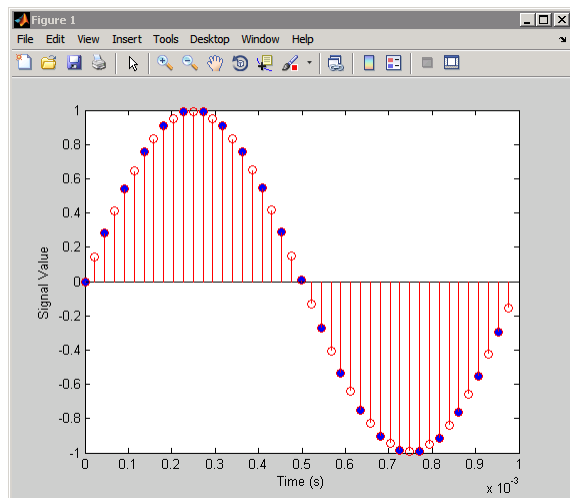 Figure 1
File Edit View Insert Tools Desktop Window Help
1
0.8
0.6
0.4
0.2
0
-0.2
-0.4
-0.6
-0.8
-1
Signal Value
0 0.1 0.2 0.3 0.4 0.5 0.6 0.7 0.8 0.9 1
Time (s)
x 10-3